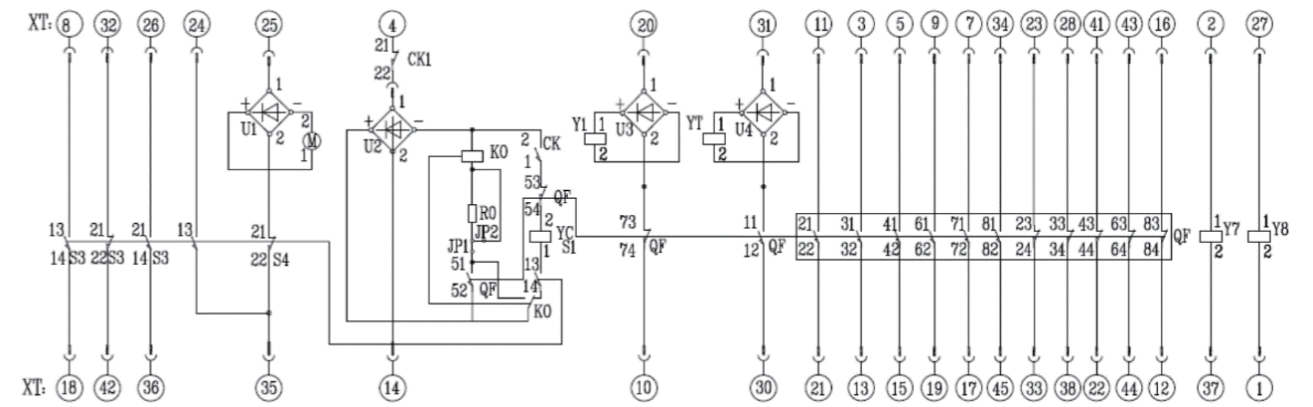 XT: 8 32 26 24 25 4 20 31 11 3 5 9 7 34 23 28 41 43 16 2 27
21
CK1
22
1 1 1 1
+ - 2 + - + - + -
U1 2 M U2 2 Y1 1 U3 2 YT 1 U4 2
1 2 2
K0 2 CK
1
53 QF
R0 54
JP2 2 YC
JP1 1 S1
13 21 21 13 21 73 11 21 31 41 61 71 81 23 33 43 63 83 1 1
14 S3 22 S3 14 S3 22 S4 74 QF 12 QF 22 32 42 62 72 82 24 34 44 64 84 QF 2 Y7 2 Y8
51 13
52 QF 14
K0
XT: 18 42 36 35 14 10 30 21 13 15 19 17 45 33 38 22 44 12 37 1